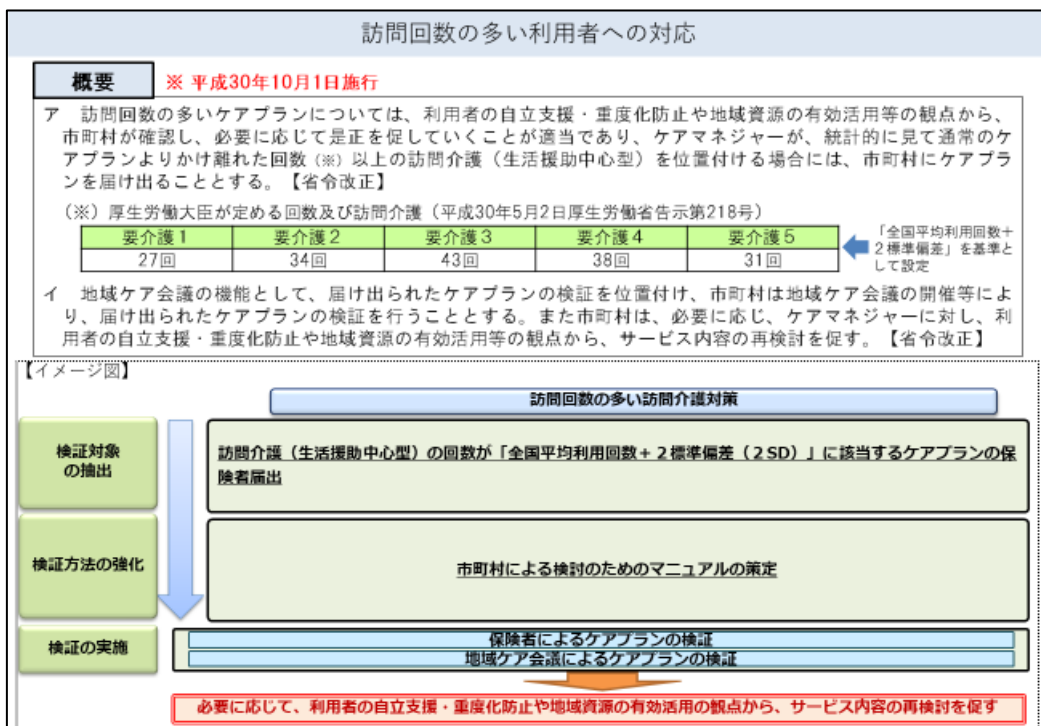 訪問回数の多い利用者への対応
概要
※ 平成30年10月1日施行
ア 訪問回数の多いケアプランについては、利用者の自立支援・重度化防止や地域資源の有効活用等の観点から、
市町村が確認し、必要に応じて是正を促していくことが適当であり、ケアマネジャーが、統計的に見て通常のケ
アプランよりかけ離れた回数（※）以上の訪問介護（生活援助中心型）を位置付ける場合には、市町村にケアプラ
ンを届け出ることとする。【省令改正】
（※）厚生労働大臣が定める回数及び訪問介護（平成30年5月2日厚生労働省告示第218号）
要介護１ 要介護２ 要介護３ 要介護４ 要介護５
27回 34回 43回 38回 31回
「全国平均利用回数＋
２標準偏差」を基準と
して設定
イ 地域ケア会議の機能として、届け出られたケアプランの検証を位置付け、市町村は地域ケア会議の開催等によ
り、届け出られたケアプランの検証を行うこととする。また市町村は、必要に応じ、ケアマネジャーに対し、利
用者の自立支援・重度化防止や地域資源の有効活用等の観点から、サービス内容の再検討を促す。【省令改正】
【イメージ図】
訪問回数の多い訪問介護対策
検証対象
の抽出
訪問介護（生活援助中心型）の回数が「全国平均利用回数＋２標準偏差（２SD）」に該当するケアプランの保
険者届出
検証方法の強化
市町村による検討のためのマニュアルの策定
検証の実施
保険者によるケアプランの検証
地域ケア会議によるケアプランの検証
必要に応じて、利用者の自立支援・重度化防止や地域資源の有効活用の観点から、サービス内容の再検討を促す